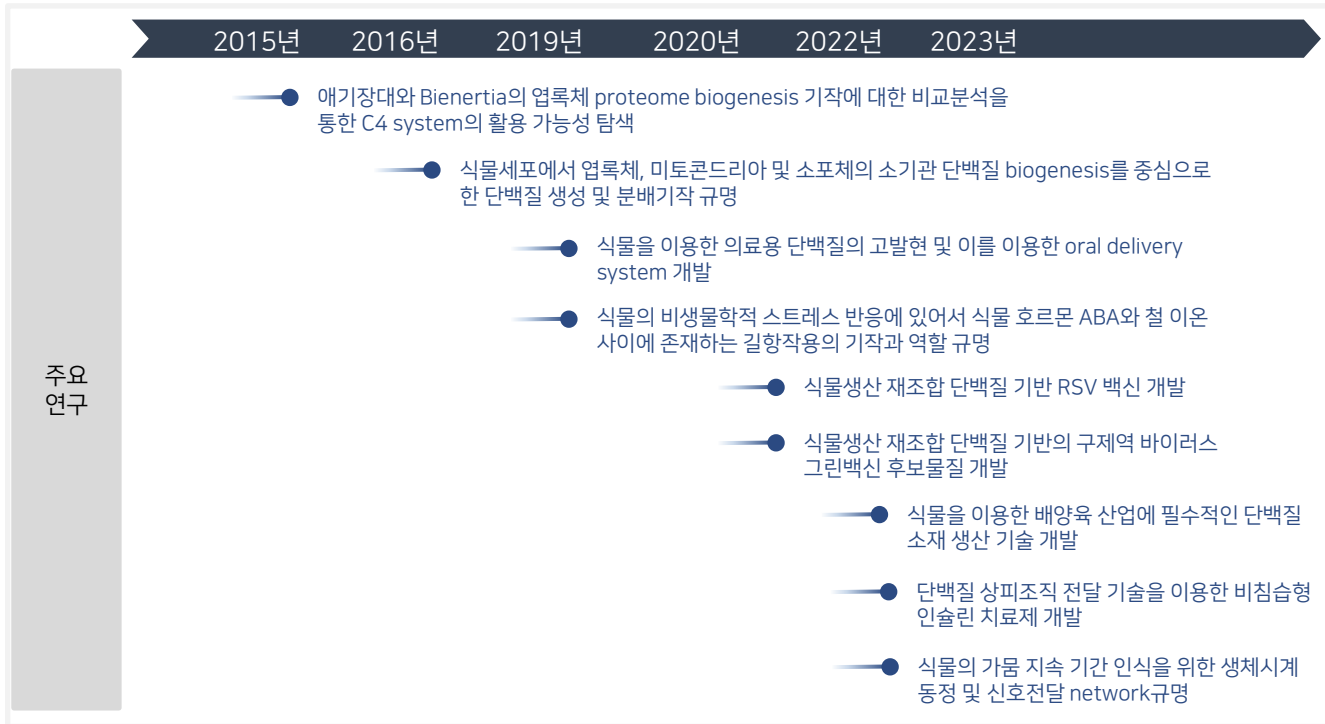 2015년 2016년 2019년 2020년 2022년 2023년
주요
연구
애기장대와 Bienertia의 엽록체 proteome biogenesis 기작에 대한 비교분석을
통한 C4 system의 활용 가능성 탐색
식물세포에서 엽록체, 미토콘드리아 및 소포체의 소기관 단백질 biogenesis를 중심으로
한 단백질 생성 및 분배기작 규명
식물을 이용한 의료용 단백질의 고발현 및 이를 이용한 oral delivery
system 개발
식물의 비생물학적 스트레스 반응에 있어서 식물 호르몬 ABA와 철 이온
사이에 존재하는 길항작용의 기작과 역할 규명
식물생산 재조합 단백질 기반 RSV 백신 개발
식물생산 재조합 단백질 기반의 구제역 바이러스
그린백신 후보물질 개발
식물을 이용한 배양육 산업에 필수적인 단백질
소재 생산 기술 개발
단백질 상피조직 전달 기술을 이용한 비침습형
인슐린 치료제 개발
식물의 가뭄 지속 기간 인식을 위한 생체시계
동정 및 신호전달 network규명